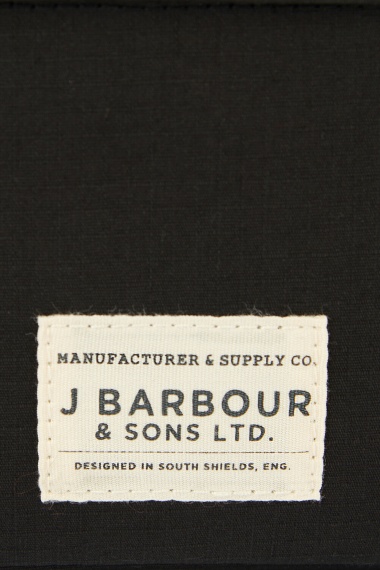 MANUFACTURER & SUPPLY CO.
J BARBOUR
& SONS LTD.
DESIGNED IN SOUTH SHIELDS, ENG.